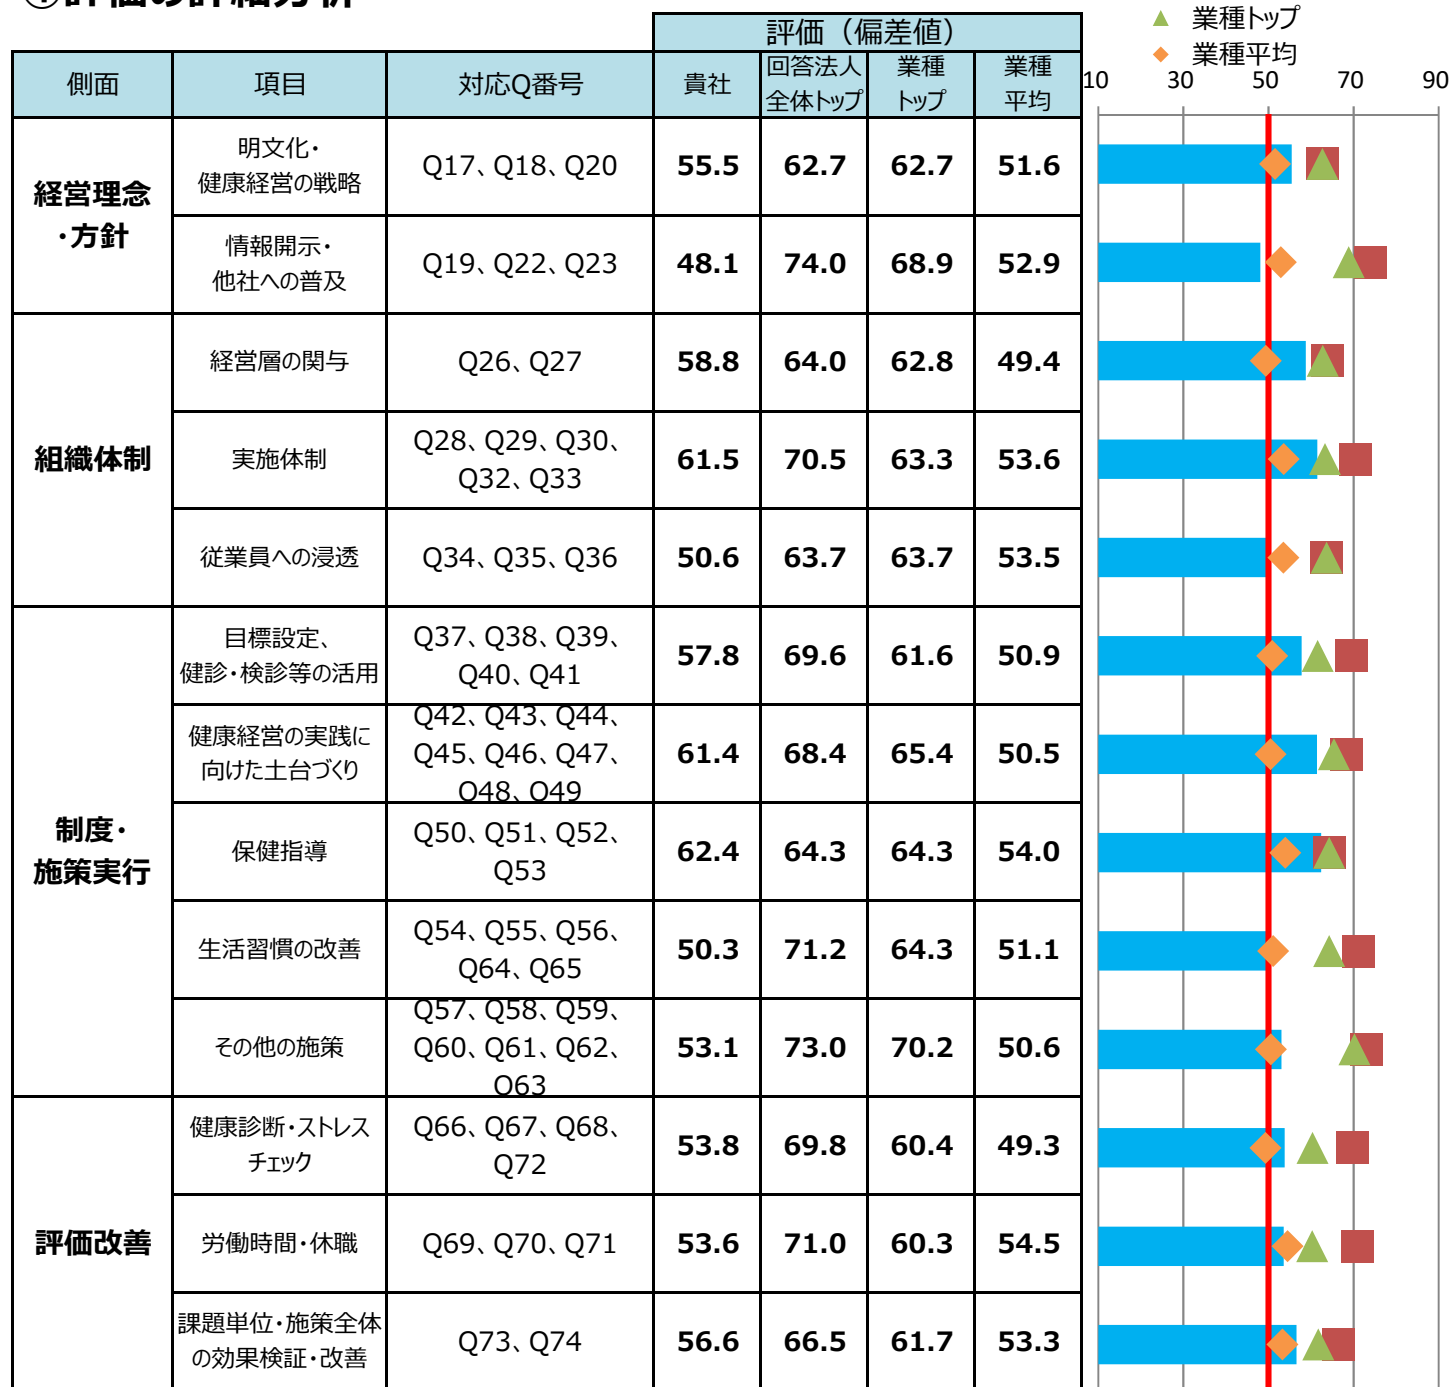 ④評価の詳細分析
▲ 業種トップ
◆ 業種平均
評価（偏差値）
側面 項目 対応Q番号 貴社 回答法人 業種 業種
全体トップ トップ 平均
10 30 50 70 90
経営理念
・方針
明文化・
健康経営の戦略
Q17、Q18、Q20
55.5 62.7 62.7 51.6
情報開示・
他社への普及
Q19、Q22、Q23
48.1 74.0 68.9 52.9
組織体制
経営層の関与
Q26、Q27
58.8 64.0 62.8 49.4
実施体制
Q28、Q29、Q30、
Q32、Q33
61.5 70.5 63.3 53.6
従業員への浸透
Q34、Q35、Q36
50.6 63.7 63.7 53.5
制度・
施策実行
目標設定、
健診・検診等の活用
Q37、Q38、Q39、
Q40、Q41
57.8 69.6 61.6 50.9
健康経営の実践に
向けた土台づくり
Q42、Q43、Q44、
Q45、Q46、Q47、
Q48、Q49
61.4 68.4 65.4 50.5
保健指導
Q50、Q51、Q52、
Q53
62.4 64.3 64.3 54.0
生活習慣の改善
Q54、Q55、Q56、
Q64、Q65
50.3 71.2 64.3 51.1
その他の施策
Q57、Q58、Q59、
Q60、Q61、Q62、
Q63
53.1 73.0 70.2 50.6
評価改善
健康診断・ストレス
チェック
Q66、Q67、Q68、
Q72
53.8 69.8 60.4 49.3
労働時間・休職
Q69、Q70、Q71
53.6 71.0 60.3 54.5
課題単位・施策全体
の効果検証・改善
Q73、Q74
56.6 66.5 61.7 53.3